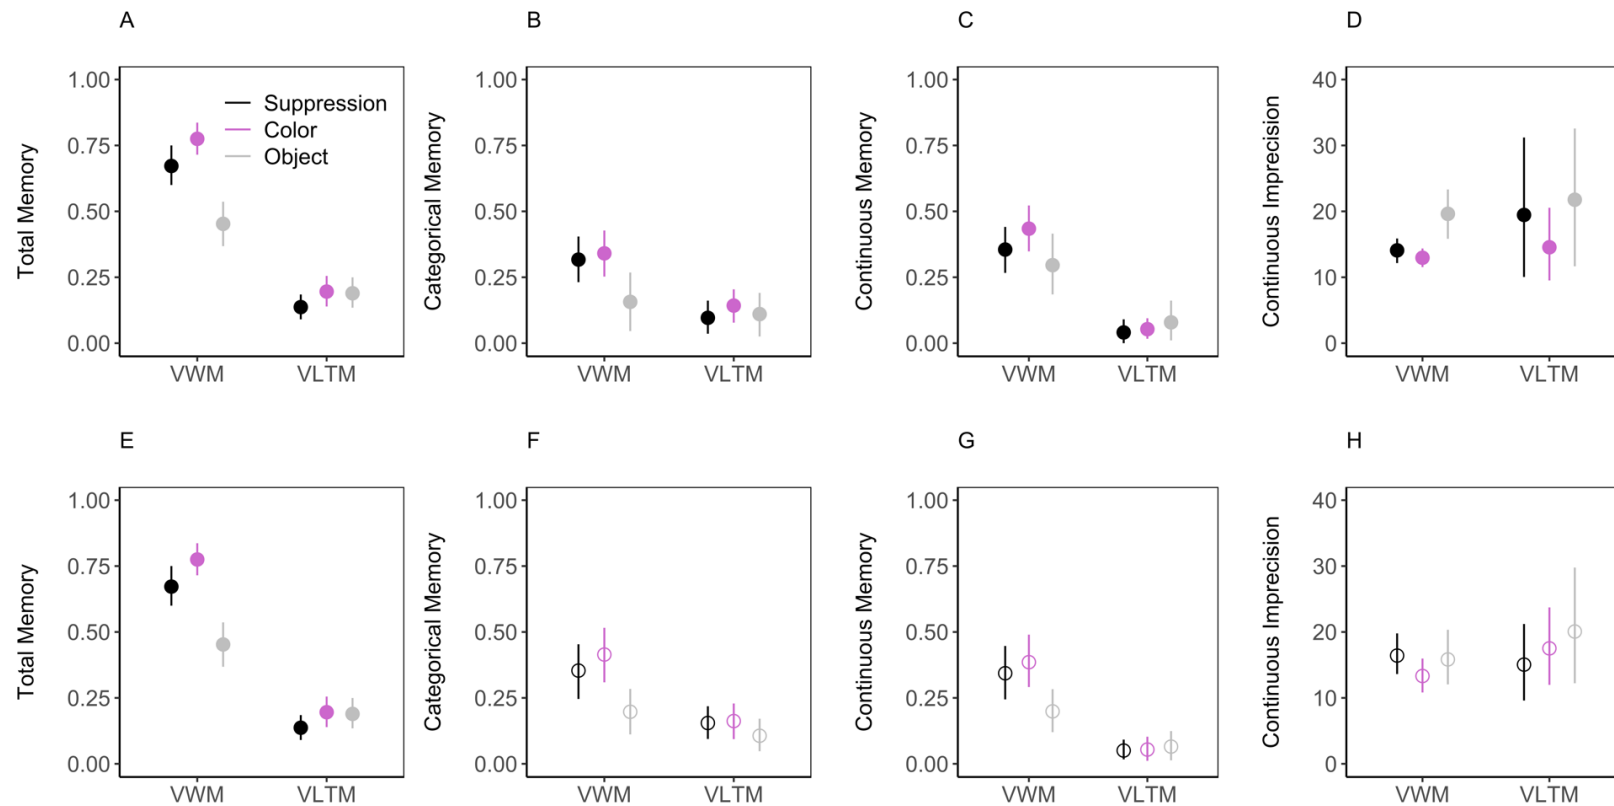 A
Total Memory
1.00
0.75
0.50
0.25
0.00
Suppression
Color
Object
VWM VLTM
B
Categorical Memory
1.00
0.75
0.50
0.25
0.00
VWM VLTM
C
Continuous Memory
1.00
0.75
0.50
0.25
0.00
VWM VLTM
D
Continuous Imprecision
40
30
20
10
0
VWM VLTM
E
Total Memory
1.00
0.75
0.50
0.25
0.00
VWM VLTM
F
Categorical Memory
1.00
0.75
0.50
0.25
0.00
VWM VLTM
G
Continuous Memory
1.00
0.75
0.50
0.25
0.00
VWM VLTM
H
Continuous Imprecision
40
30
20
10
0
VWM VLTM